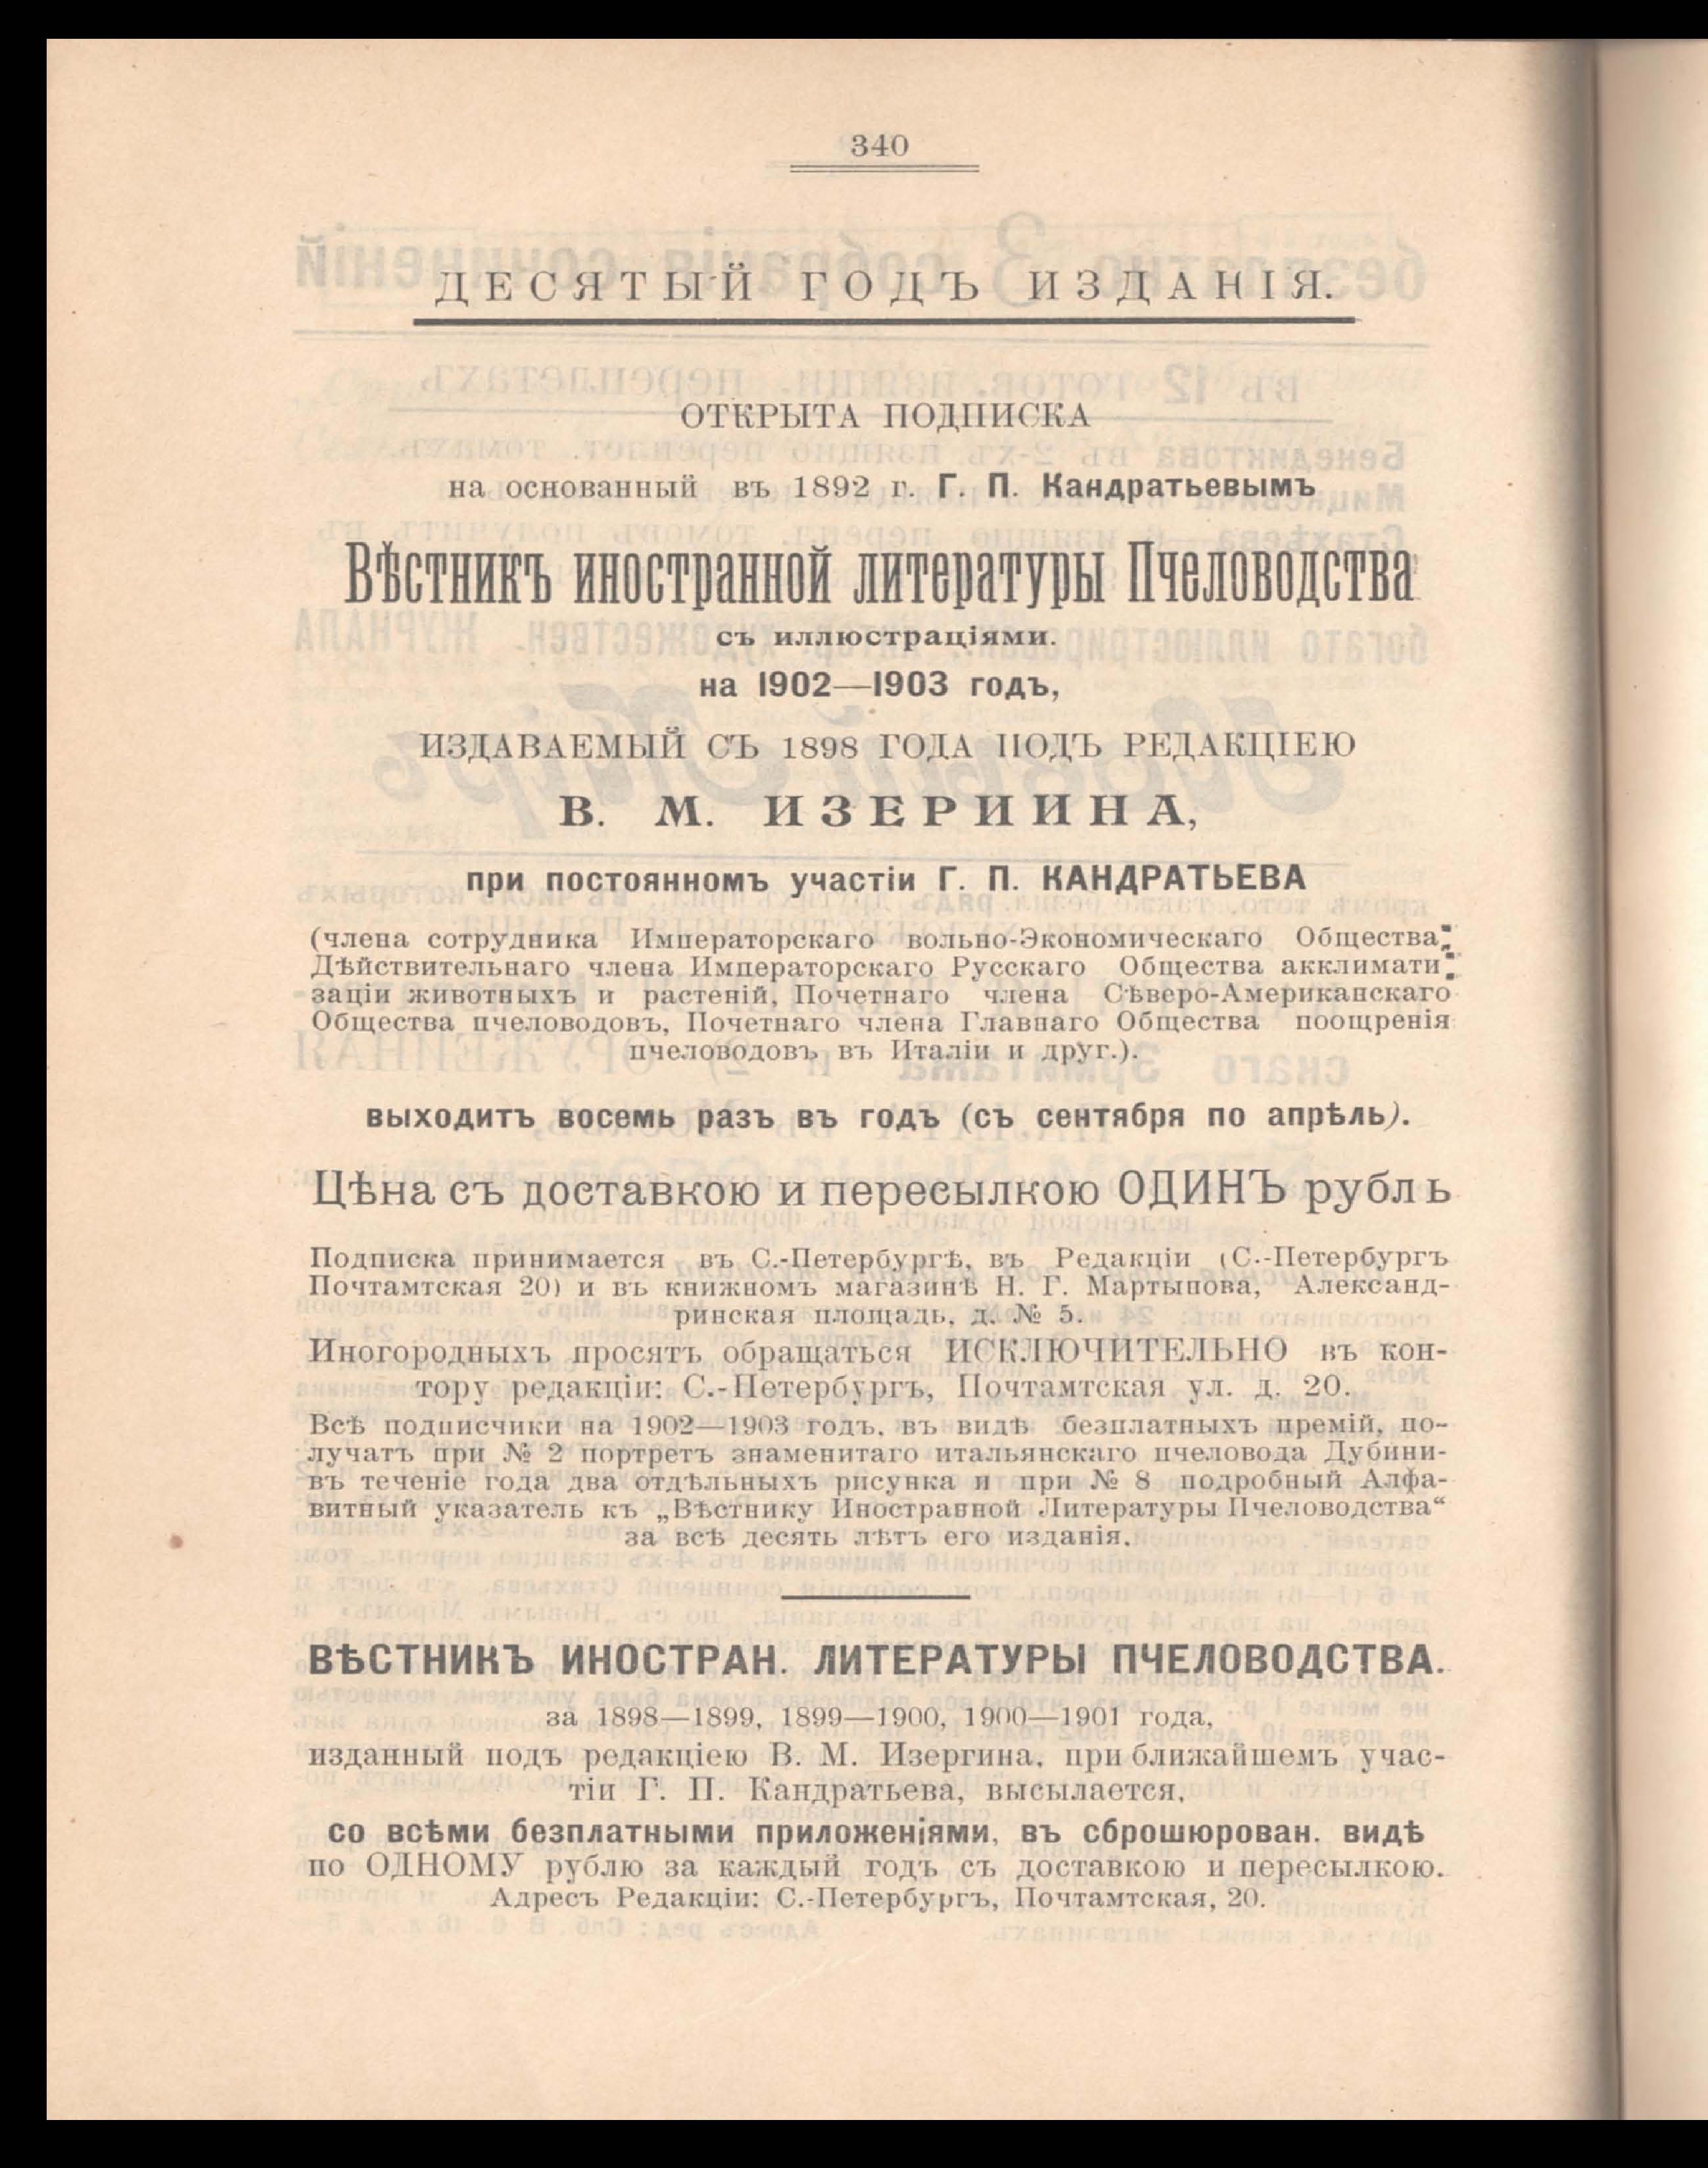 340
ДЕСЯТЫЙ ГОДЪ ИЗДАНІЯ.
ОТКРЫТА ПОДПИСКА
на основанный въ 1892 г. Г. П. Кандратьевымъ
Вѣстникъ иностранной литературы Пчеловодства
съ иллюстраціями.
на 1902—1903 годъ,
ИЗДАВАЕМЫЙ СЪ 1898 ГОДА ПОДЪ РЕДАКЦІЕЮ
В. М. ИЗЕРИИНА,
при постоянномъ участіи Г. П. КАНДРАТЬЕВА
(члена сотрудника Императорскаго вольно-Экономическаго Общества;
Дѣйствительнаго члена Императорскаго Русскаго Общества акклимати-
заціи животныхъ и растеній, Почетнаго члена Сѣверо-Американскаго
Общества пчеловодовъ, Почетнаго члена Главнаго Общества поощренія
пчеловодовъ въ Италіи и друг.).
выходитъ восемь разъ въ годъ (съ сентября по апрѣль).
Цѣна съ доставкою и пересылкою ОДИНЪ рубль
Подписка принимается въ С.-Петербургѣ, въ Редакціи (С.-Петербургъ
Почтамтская 20) и въ книжномъ магазинѣ Н. Г. Мартынова, Александ-
ринская площадь, д. № 5.
Иногородныхъ просятъ обращаться ИСКЛЮЧИТЕЛЬНО въ кон-
тору редакціи: С.-Петербургъ, Почтамтская ул. д. 20.
Всѣ подписчики на 1902—1903 годъ, въ видѣ безплатныхъ премій, по-
лучатъ при № 2 портретъ знаменитаго итальянскаго пчеловода Дубини-
въ теченіе года два отдѣльныхъ рисунка и при № 8 подробный Алфа-
витный указатель къ „Вѣстнику Иностранной Литературы Пчеловодства“
за всѣ десять лѣтъ его изданія.
ВѢСТНИКЪ ИНОСТРАН. ЛИТЕРАТУРЫ ПЧЕЛОВОДСТВА.
за 1898—1899, 1899—1900, 1900—1901 года,
изданный подъ редакціею В. М. Изергина, при ближайшемъ учас-
тіи Г. П. Кандратьева, высылается,
со всѣми безплатными приложеніями, въ сброшюрован. видѣ
по ОДНОМУ рублю за каждый годъ съ доставкою и пересылкою.
Адресъ Редакціи: С.-Петербургъ, Почтамтская, 20.